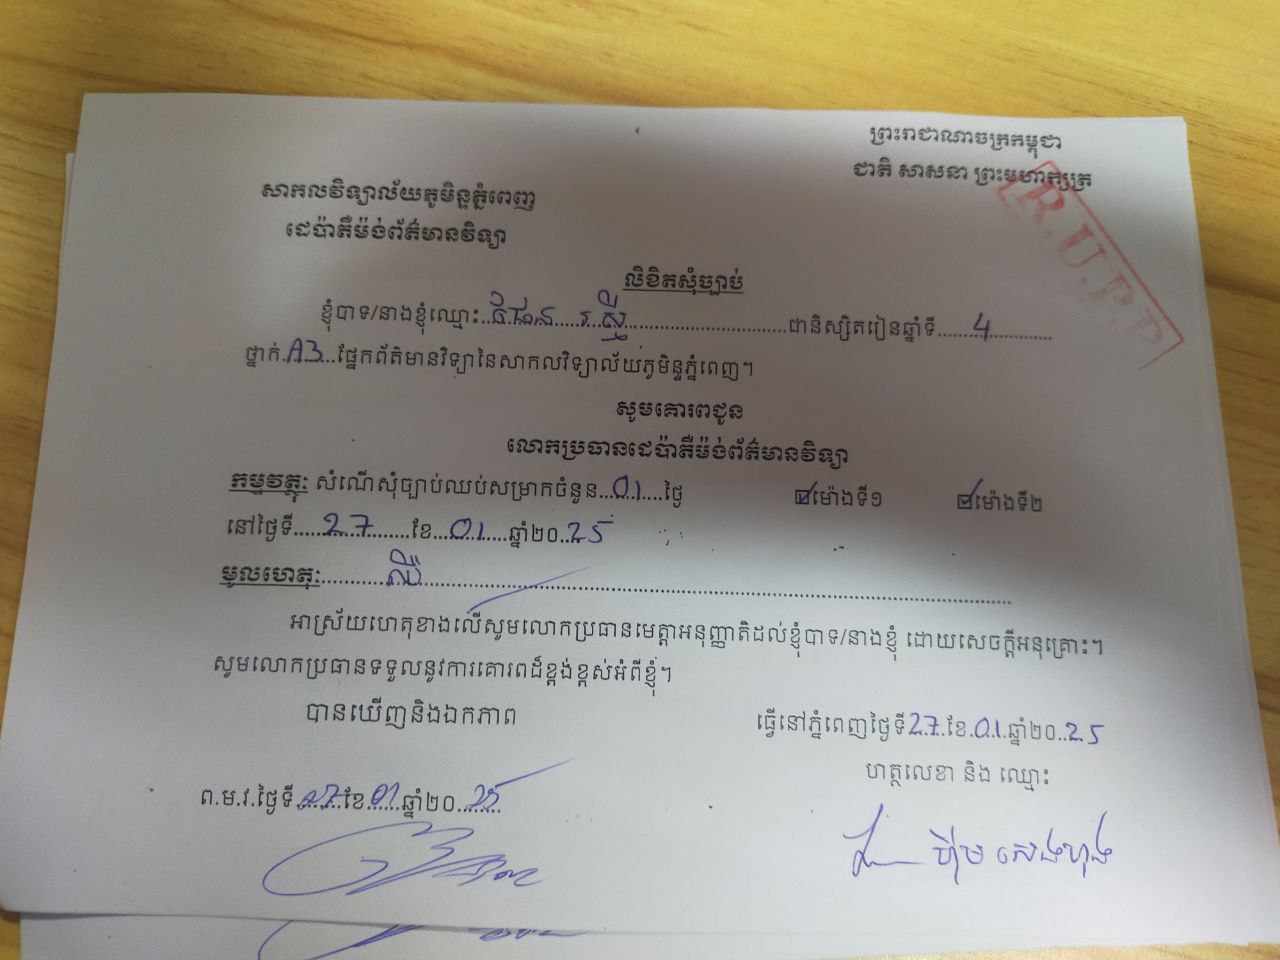 ព្រះរាជាណាចក្រកម្ពុជា
ជាតិ សាសនា ព្រះមហាក្សត្រ
R.U.P.P
សាកលវិទ្យាល័យភូមិន្ទភ្នំពេញ
ដេប៉ាតឺម៉ង់ព័ត៌មានវិទ្យា
លិខិតសុំច្បាប់
ខ្ញុំបាទ/នាងខ្ញុំឈ្មោះ.....................ជានិស្សិតរៀនឆ្នាំទី.....4.....
ថ្នាក់.A3...ផ្នែកព័ត៌មានវិទ្យានៃសាកលវិទ្យាល័យភូមិន្ទភ្នំពេញ។
សូមគោរពជូន
លោកប្រធានដេប៉ាតឺម៉ង់ព័ត៌មានវិទ្យា
កម្មវត្ថុ: សំណើសុំច្បាប់ឈប់សម្រាកចំនួន...01...ថ្ងៃ ☑ម៉ោងទី១ ☑ម៉ោងទី២
នៅថ្ងៃទី....27....ខែ...01...ឆ្នាំ២០..25
មូលហេតុ:........ឈឺ........
អាស្រ័យហេតុខាងលើសូមលោកប្រធានមេត្តាអនុញ្ញាតិដល់ខ្ញុំបាទ/នាងខ្ញុំ ដោយសេចក្ដីអនុគ្រោះ។
សូមលោកប្រធានទទួលនូវការគោរពដ៏ខ្ពង់ខ្ពស់អំពីខ្ញុំ។
បានឃើញនិងឯកភាព
ធ្វើនៅភ្នំពេញថ្ងៃទី27..ខែ.01.ឆ្នាំ២០..25
ហត្ថលេខា និង ឈ្មោះ
ព.ម.វ.ថ្ងៃទី..27..ខែ.01.ឆ្នាំ២០..25
ហ៊ឹម សេងហុង